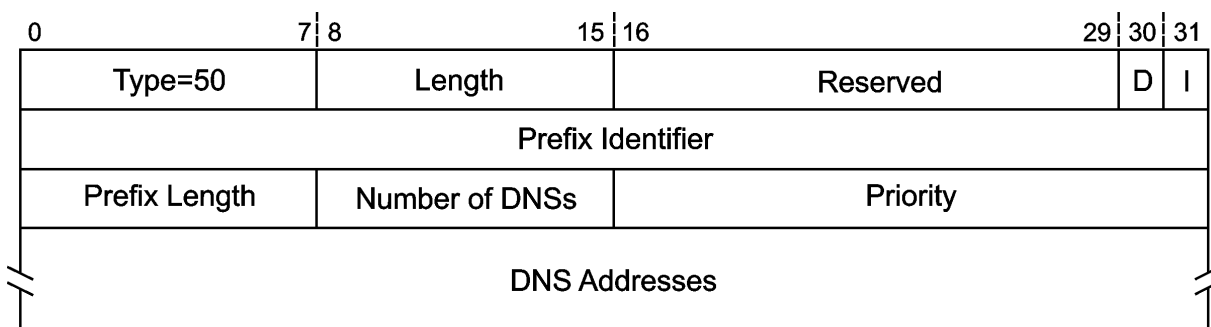 0 7 8 15 16 29 30 31
Type=50 Length Reserved D I
Prefix Identifier
Prefix Length Number of DNSs Priority
DNS Addresses